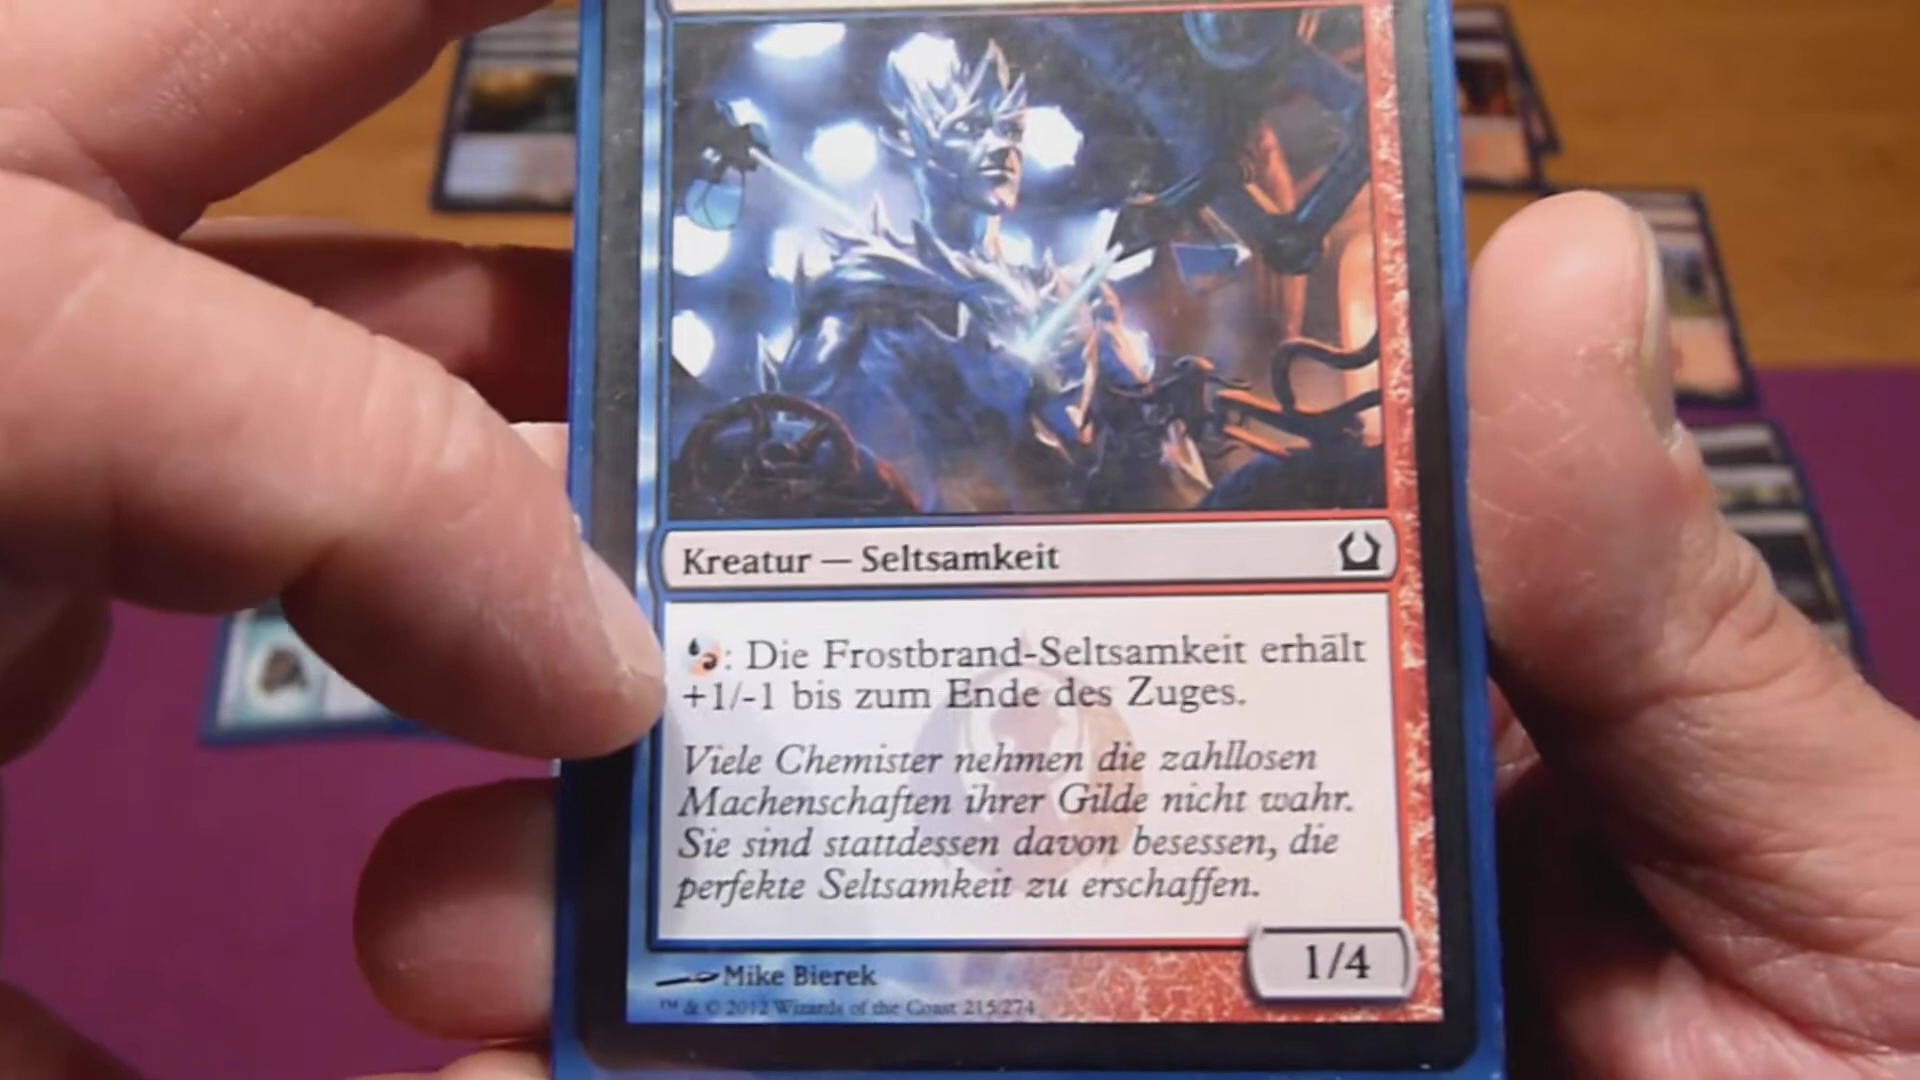 Kreatur — Seltsamkeit
: Die Frostbrand-Seltsamkeit erhält
+1/-1 bis zum Ende des Zuges.
Viele Chemister nehmen die zahllosen
Machenschaften ihrer Gilde nicht wahr.
Sie sind stattdessen davon besessen, die
perfekte Seltsamkeit zu erschaffen.
1/4
Mike Bierek
™ & © 2012 Wizards of the Coast 215/274